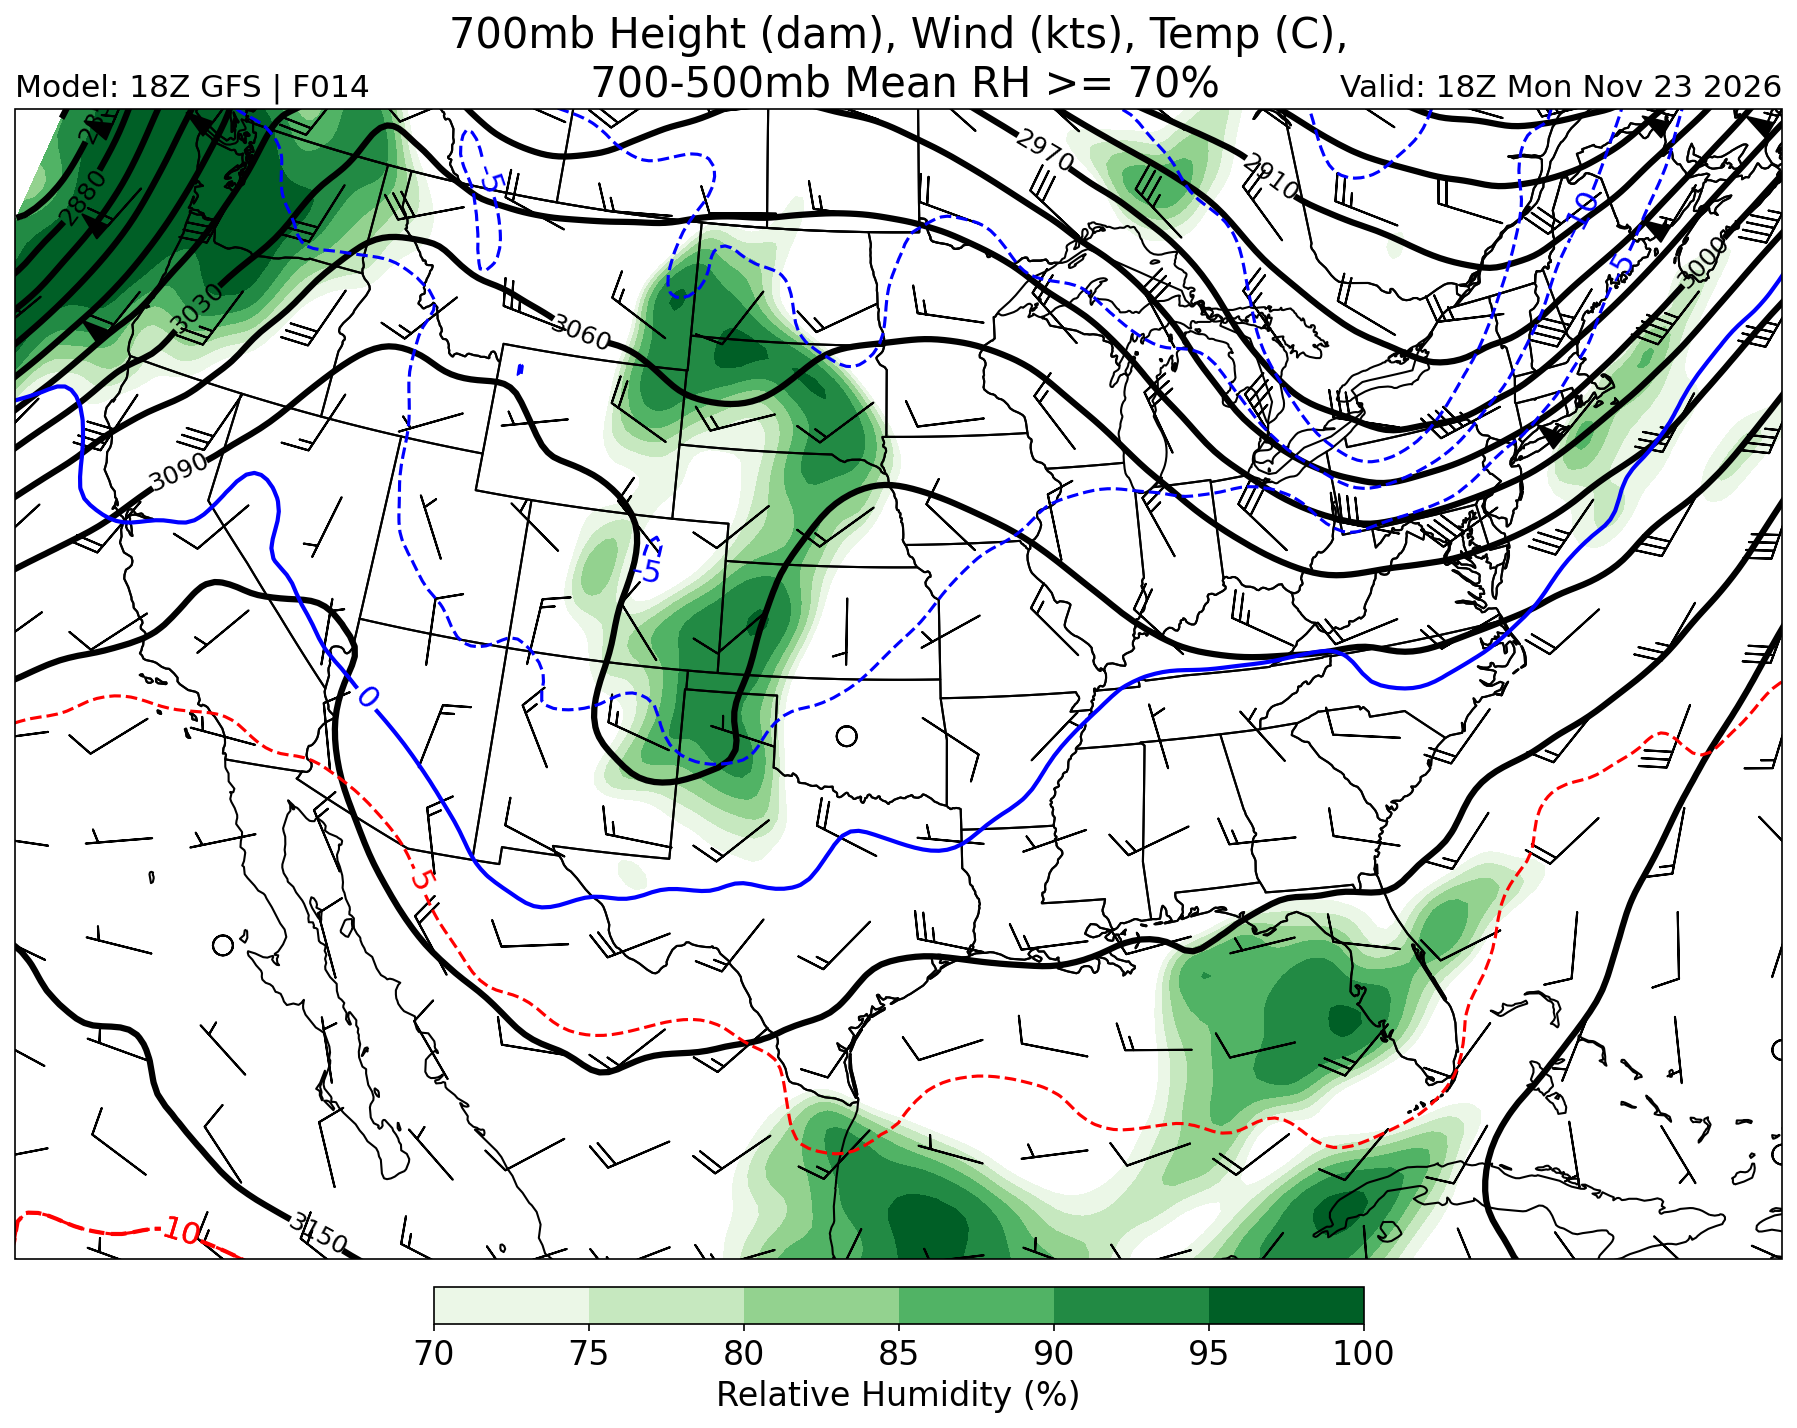 700mb Height (dam), Wind (kts), Temp (C),
700-500mb Mean RH >= 70%
Model: 18Z GFS | F014
Valid: 18Z Mon Nov 23 2026
2880
2970
2910
-5
-10
-5
3000
3030
3060
3090
-5
0
5
3150
10
70 75 80 85 90 95 100
Relative Humidity (%)